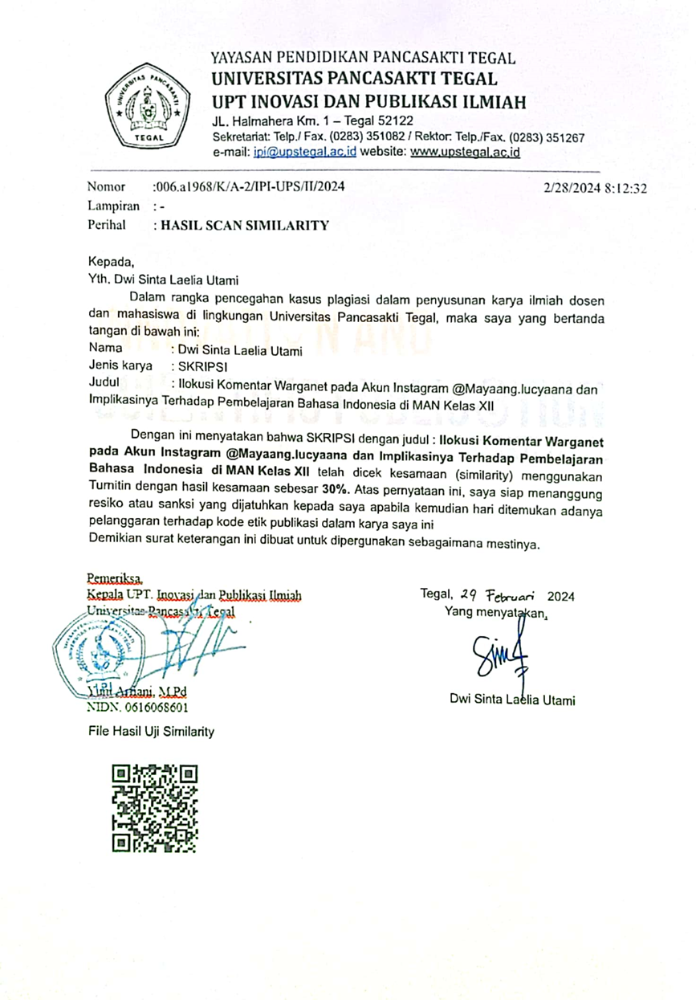 YAYASAN PENDIDIKAN PANCASAKTI TEGAL
UNIVERSITAS PANCASAKTI TEGAL
UPT INOVASI DAN PUBLIKASI ILMIAH
JL. Halmahera Km. 1 – Tegal 52122
Sekretariat: Telp./ Fax. (0283) 351082 / Rektor: Telp./Fax. (0283) 351267
e-mail: ipi@upstegal.ac.id website: www.upstegal.ac.id
UNIVERSITAS PANCASAKTI
TEGAL
Nomor :006.a1968/K/A-2/IPI-UPS/II/2024 2/28/2024 8:12:32
Lampiran : -
Perihal : HASIL SCAN SIMILARITY
Kepada,
Yth. Dwi Sinta Laelia Utami
Dalam rangka pencegahan kasus plagiasi dalam penyusunan karya ilmiah dosen
dan mahasiswa di lingkungan Universitas Pancasakti Tegal, maka saya yang bertanda
tangan di bawah ini:
Nama : Dwi Sinta Laelia Utami
Jenis karya : SKRIPSI
Judul : Ilokusi Komentar Warganet pada Akun Instagram @Mayaang.lucyaana dan
Implikasinya Terhadap Pembelajaran Bahasa Indonesia di MAN Kelas XII
Dengan ini menyatakan bahwa SKRIPSI dengan judul : Ilokusi Komentar Warganet
pada Akun Instagram @Mayaang.lucyaana dan Implikasinya Terhadap Pembelajaran
Bahasa Indonesia di MAN Kelas XII telah dicek kesamaan (similarity) menggunakan
Turnitin dengan hasil kesamaan sebesar 30%. Atas pernyataan ini, saya siap menanggung
resiko atau sanksi yang dijatuhkan kepada saya apabila kemudian hari ditemukan adanya
pelanggaran terhadap kode etik publikasi dalam karya saya ini
Demikian surat keterangan ini dibuat untuk dipergunakan sebagaimana mestinya.
Pemeriksa,
Kepala UPT. Inovasi dan Publikasi Ilmiah
Universitas Pancasakti Tegal
Tegal, 29 Februari 2024
Yang menyatakan,
M.Pd
NIDN. 0616068601
Dwi Sinta Laelia Utami
File Hasil Uji Similarity